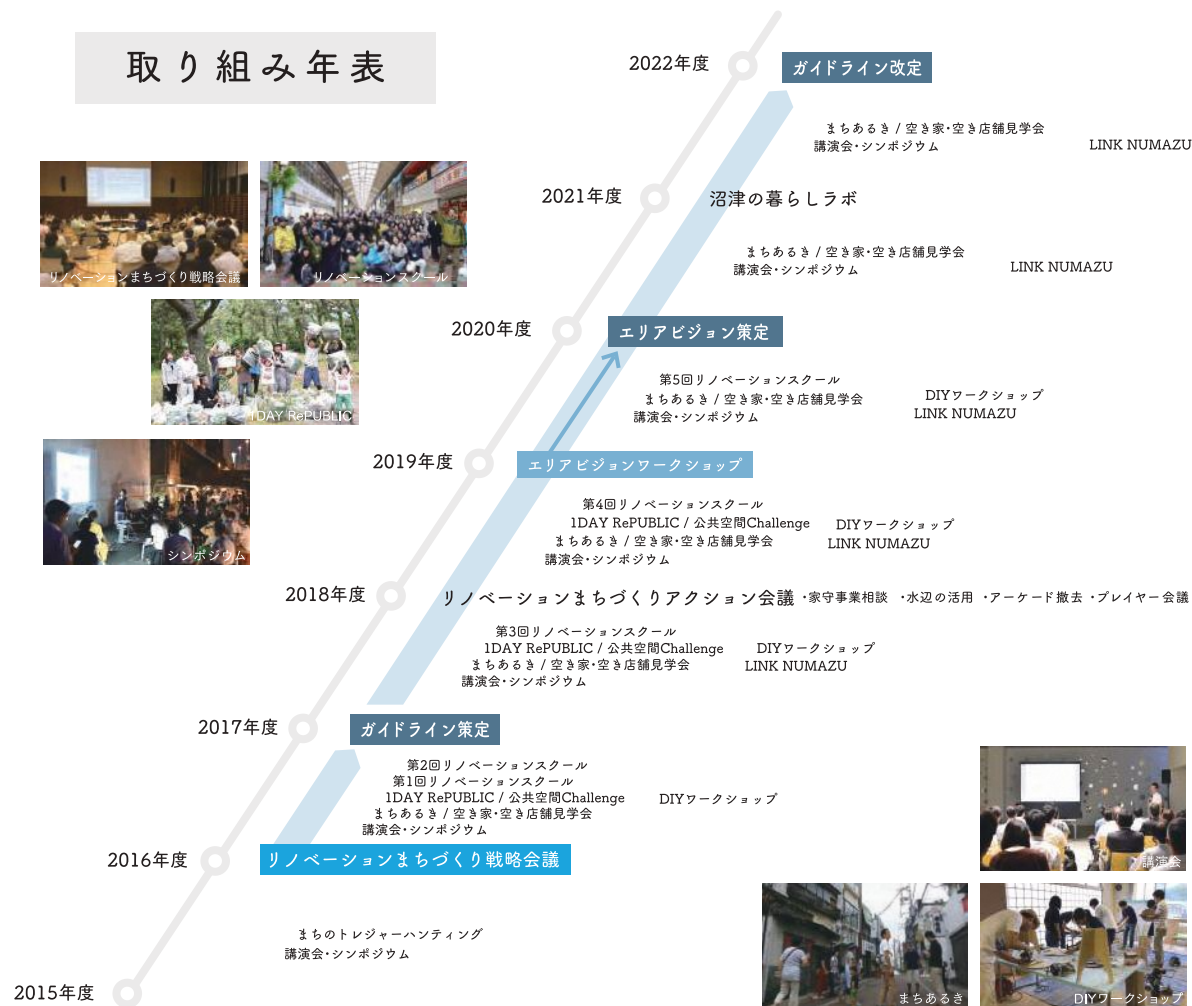 取り組み年表
2022年度
ガイドライン改定
まちあるき / 空き家･空き店舗見学会
講演会･シンポジウム
LINK NUMAZU
2021年度
沼津の暮らしラボ
まちあるき / 空き家･空き店舗見学会
講演会･シンポジウム
LINK NUMAZU
リノベーションまちづくり戦略会議
リノベーションスクール
2020年度
エリアビジョン策定
1DAY RePUBLIC
第5回リノベーションスクール
まちあるき / 空き家･空き店舗見学会
講演会･シンポジウム
DIYワークショップ
LINK NUMAZU
2019年度
エリアビジョンワークショップ
シンポジウム
第4回リノベーションスクール
1DAY RePUBLIC / 公共空間Challenge
まちあるき / 空き家･空き店舗見学会
講演会･シンポジウム
DIYワークショップ
LINK NUMAZU
2018年度
リノベーションまちづくりアクション会議 ･家守事業相談 ･水辺の活用 ･アーケード撤去 ･プレイヤー会議
第3回リノベーションスクール
1DAY RePUBLIC / 公共空間Challenge
まちあるき / 空き家･空き店舗見学会
講演会･シンポジウム
DIYワークショップ
LINK NUMAZU
2017年度
ガイドライン策定
第2回リノベーションスクール
第1回リノベーションスクール
1DAY RePUBLIC / 公共空間Challenge
まちあるき / 空き家･空き店舗見学会
講演会･シンポジウム
DIYワークショップ
2016年度
リノベーションまちづくり戦略会議
講演会
まちのトレジャーハンティング
講演会･シンポジウム
2015年度
まちあるき
DIYワークショップ